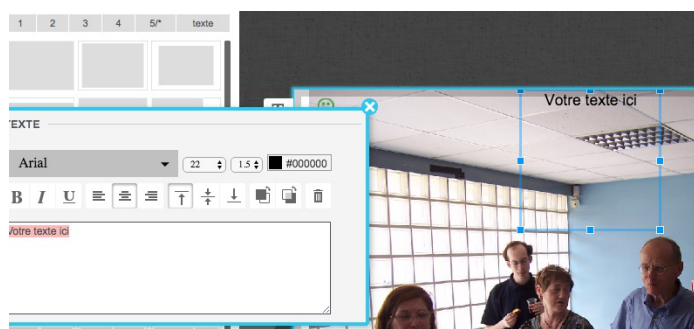 1 2 3 4 5/* texte
Votre texte ici
TEXTE
Arial 22 1.5 #000000
B I U
Votre texte ici